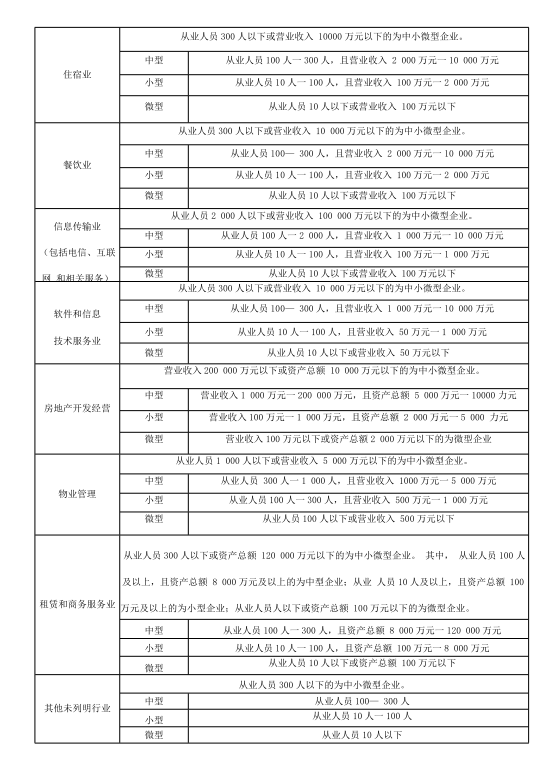 从业人员 300 人以下或营业收入 10000 万元以下的为中小微型企业。
住宿业
中型 从业人员 100 人一 300 人，且营业收入 2 000 万元一 10 000 万元
小型 从业人员 10 人一 100 人，且营业收入 100 万元一 2 000 万元
微型 从业人员 10 人以下或营业收入 100 万元以下
从业人员 300 人以下或营业收入 10 000 万元以下的为中小微型企业。
餐饮业
中型 从业人员 100— 300 人，且营业收入 2 000 万元一 10 000 万元
小型 从业人员 10 人一 100 人，且营业收入 100 万元一 2 000 万元
微型 从业人员 10 人以下或营业收入 100 万元以下
从业人员 2 000 人以下或营业收入 100 000 万元以下的为中小微型企业。
信息传输业
（包括电信、互联
网 和相关服务）
中型 从业人员 100 人一 2 000 人，且营业收入 1 000 万元一 10 000 万元
小型 从业人员 10 人一 100 人，且营业收入 100 万元一 1 000 万元
微型 从业人员 10 人以下或营业收入 100 万元以下
从业人员 300 人以下或营业收入 10 000 万元以下的为中小微型企业。
软件和信息
技术服务业
中型 从业人员 100— 300 人，且营业收入 1 000 万元一 10 000 万元
小型 从业人员 10 人一 100 人，且营业收入 50 万元一 1 000 万元
微型 从业人员 10 人以下或营业收入 50 万元以下
营业收入 200 000 万元以下或资产总额 10 000 万元以下的为中小微型企业。
房地产开发经营
中型 营业收入 1 000 万元一 200 000 万元，且资产总额 5 000 万元一 10000 力元
小型 营业收入 100 万元一 1 000 万元，且资产总额 2 000 万元一 5 000 力元
微型 营业收入 100 万元以下或资产总额 2 000 万元以下的为微型企业
从业人员 1 000 人以下或营业收入 5 000 万元以下的为中小微型企业。
物业管理
中型 从业人员 300 人一 1 000 人，且营业收入 1000 万元一 5 000 万元
小型 从业人员 100 人一 300 人，且营业收入 500 万元一 1 000 万元
微型 从业人员 100 人以下或营业收入 500 万元以下
租赁和商务服务业
从业人员 300 人以下或资产总额 120 000 万元以下的为中小微型企业。 其中， 从业人员 100 人
及以上，且资产总额 8 000 万元及以上的为中型企业；从业 人员 10 人及以上，且资产总额 100
万元及以上的为小型企业；从业人员人以下或资产总额 100 万元以下的为微型企业。
中型 从业人员 100 人一 300 人，且资产总额 8 000 万元一 120 000 万元
小型 从业人员 10 人一 100 人，且资产总额 100 万元一 8 000 万元
微型 从业人员 10 人以下或资产总额 100 万元以下
从业人员 300 人以下的为中小微型企业。
其他未列明行业
中型 从业人员 100— 300 人
小型 从业人员 10 人一 100 人
微型 从业人员 10 人以下